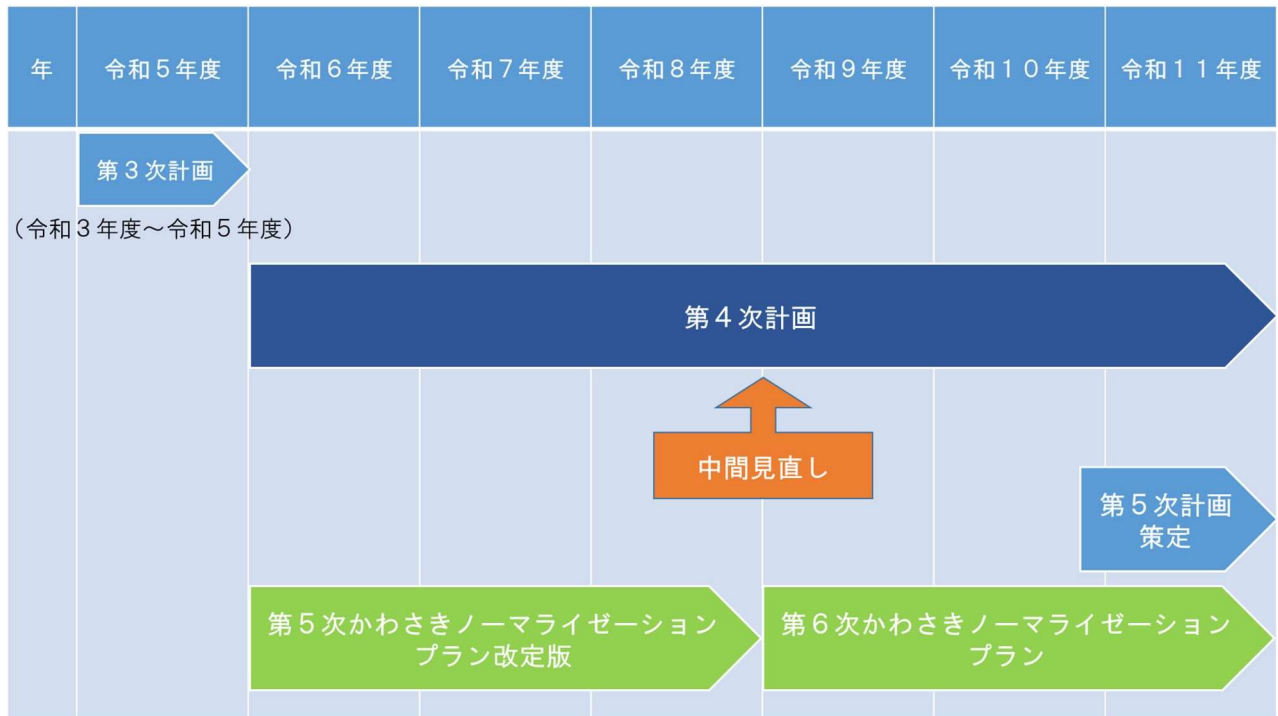 年
令和５年度
令和６年度
令和７年度
令和８年度
令和９年度
令和１０年度
令和１１年度
第３次計画
（令和３年度～令和５年度）
第４次計画
中間見直し
第５次計画
策定
第５次かわさきノーマライゼーション
プラン改定版
第６次かわさきノーマライゼーション
プラン